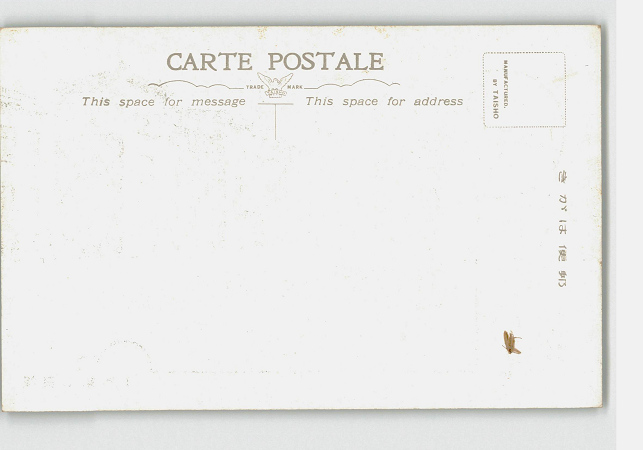 CARTE POSTALE
TRADE MARK
This space for message
This space for address
MANUFACTURED.
BY TAISHO
きかは便郵